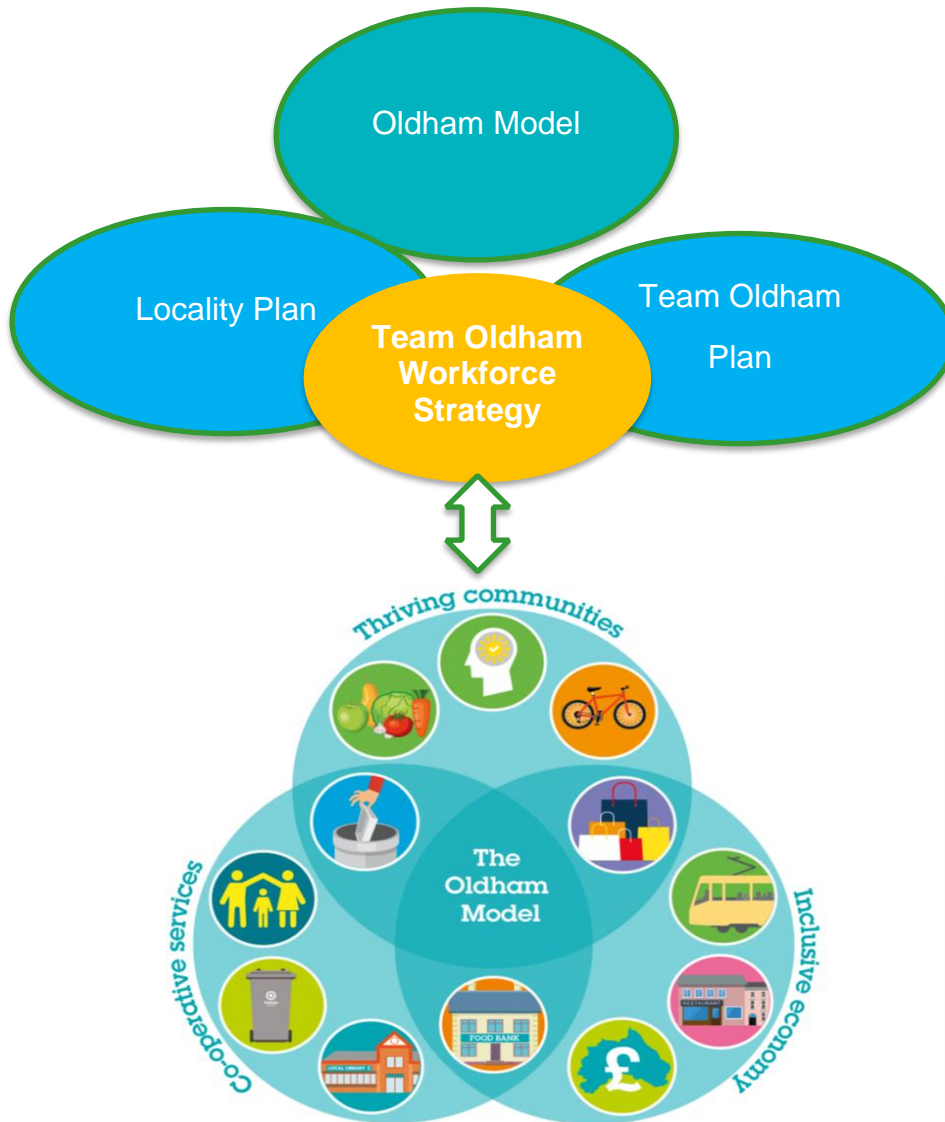 Oldham Model
Locality Plan
Team Oldham
Plan
Team Oldham
Workforce
Strategy
Thriving communities
The
Oldham
Model
Co-operative services
Inclusive economy
RESTAURANT
LOCAL LIBRARY
FOOD BANK
£